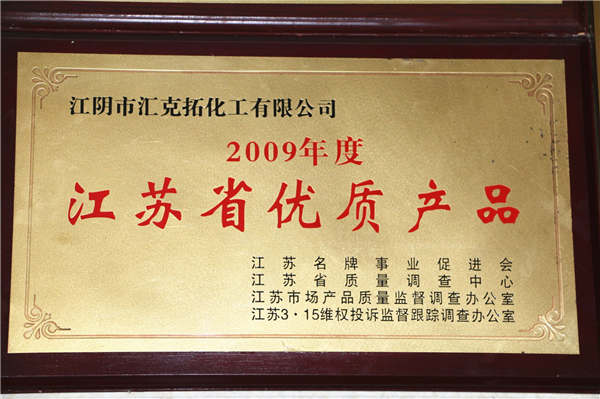 江阴市汇克拓化工有限公司
2009年度
江苏省优质产品
江苏名牌事业促进会
江苏省质量调查中心
江苏市场产品质量监督调查办公室
江苏3·15维权投诉监督跟踪调查办公室